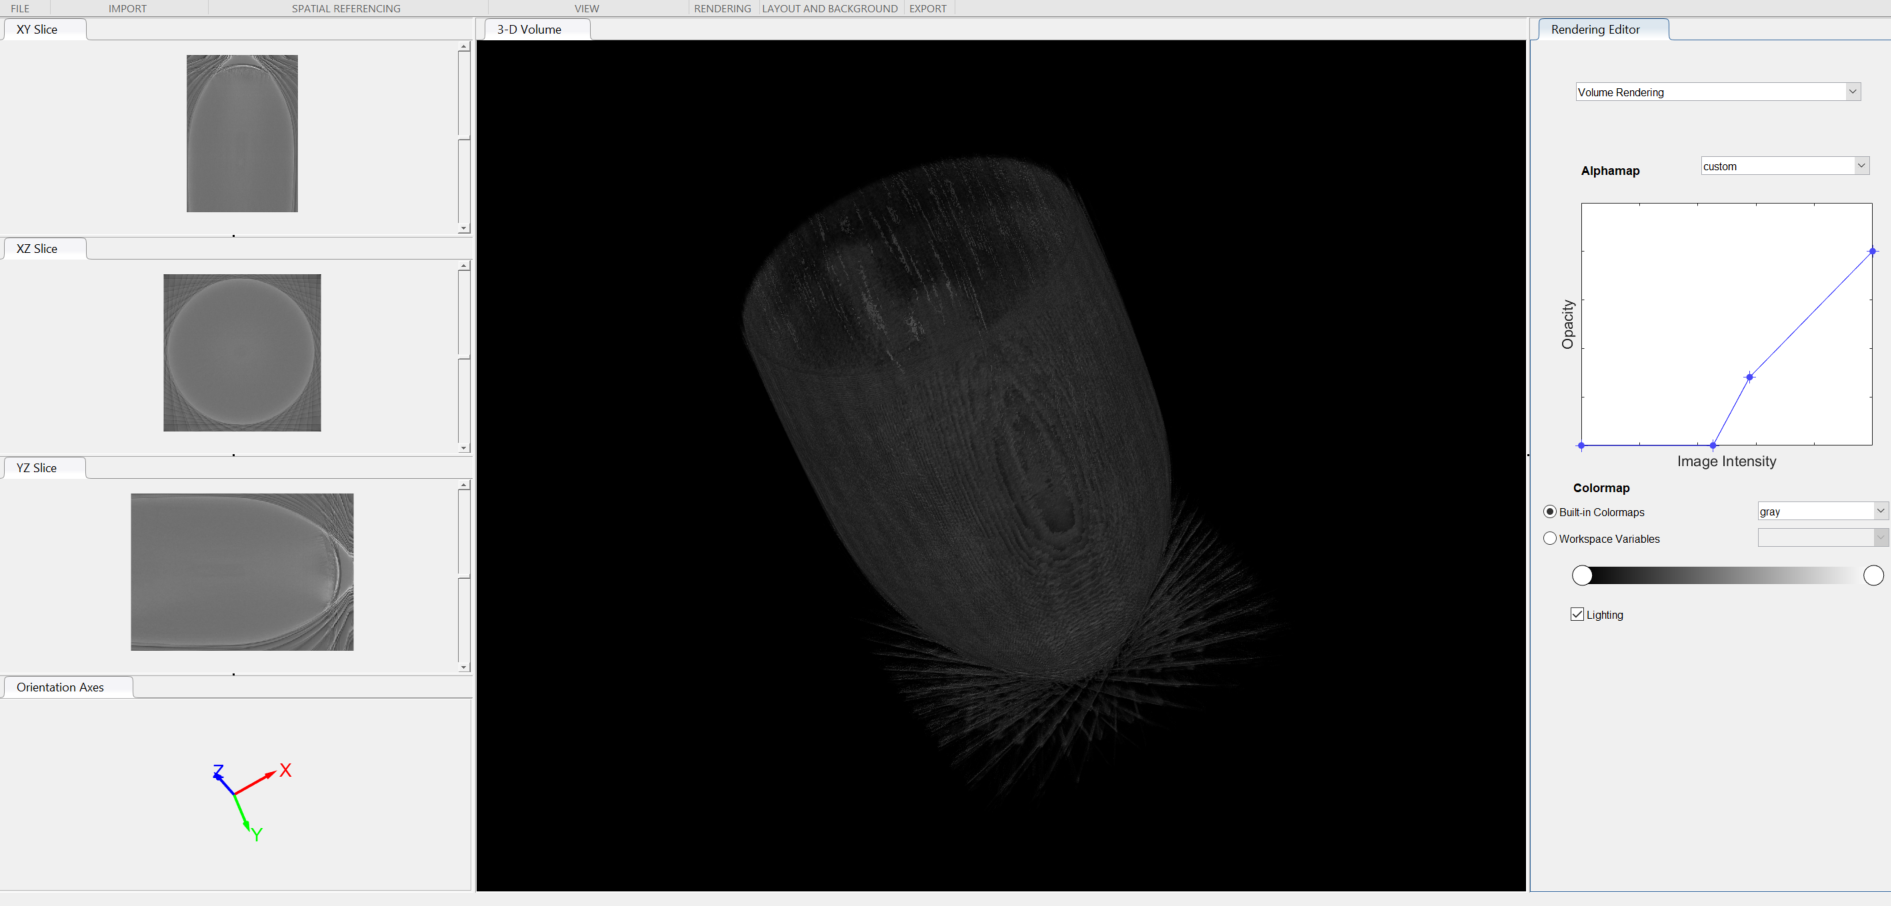 FILE
IMPORT
SPATIAL REFERENCING
VIEW
RENDERING
LAYOUT AND BACKGROUND
EXPORT
XY Slice
XZ Slice
YZ Slice
Orientation Axes
Z
X
Y
3-D Volume
Rendering Editor
Volume Rendering
Alphamap
custom
Opacity
Image Intensity
Colormap
Built-in Colormaps
gray
Workspace Variables
Lighting